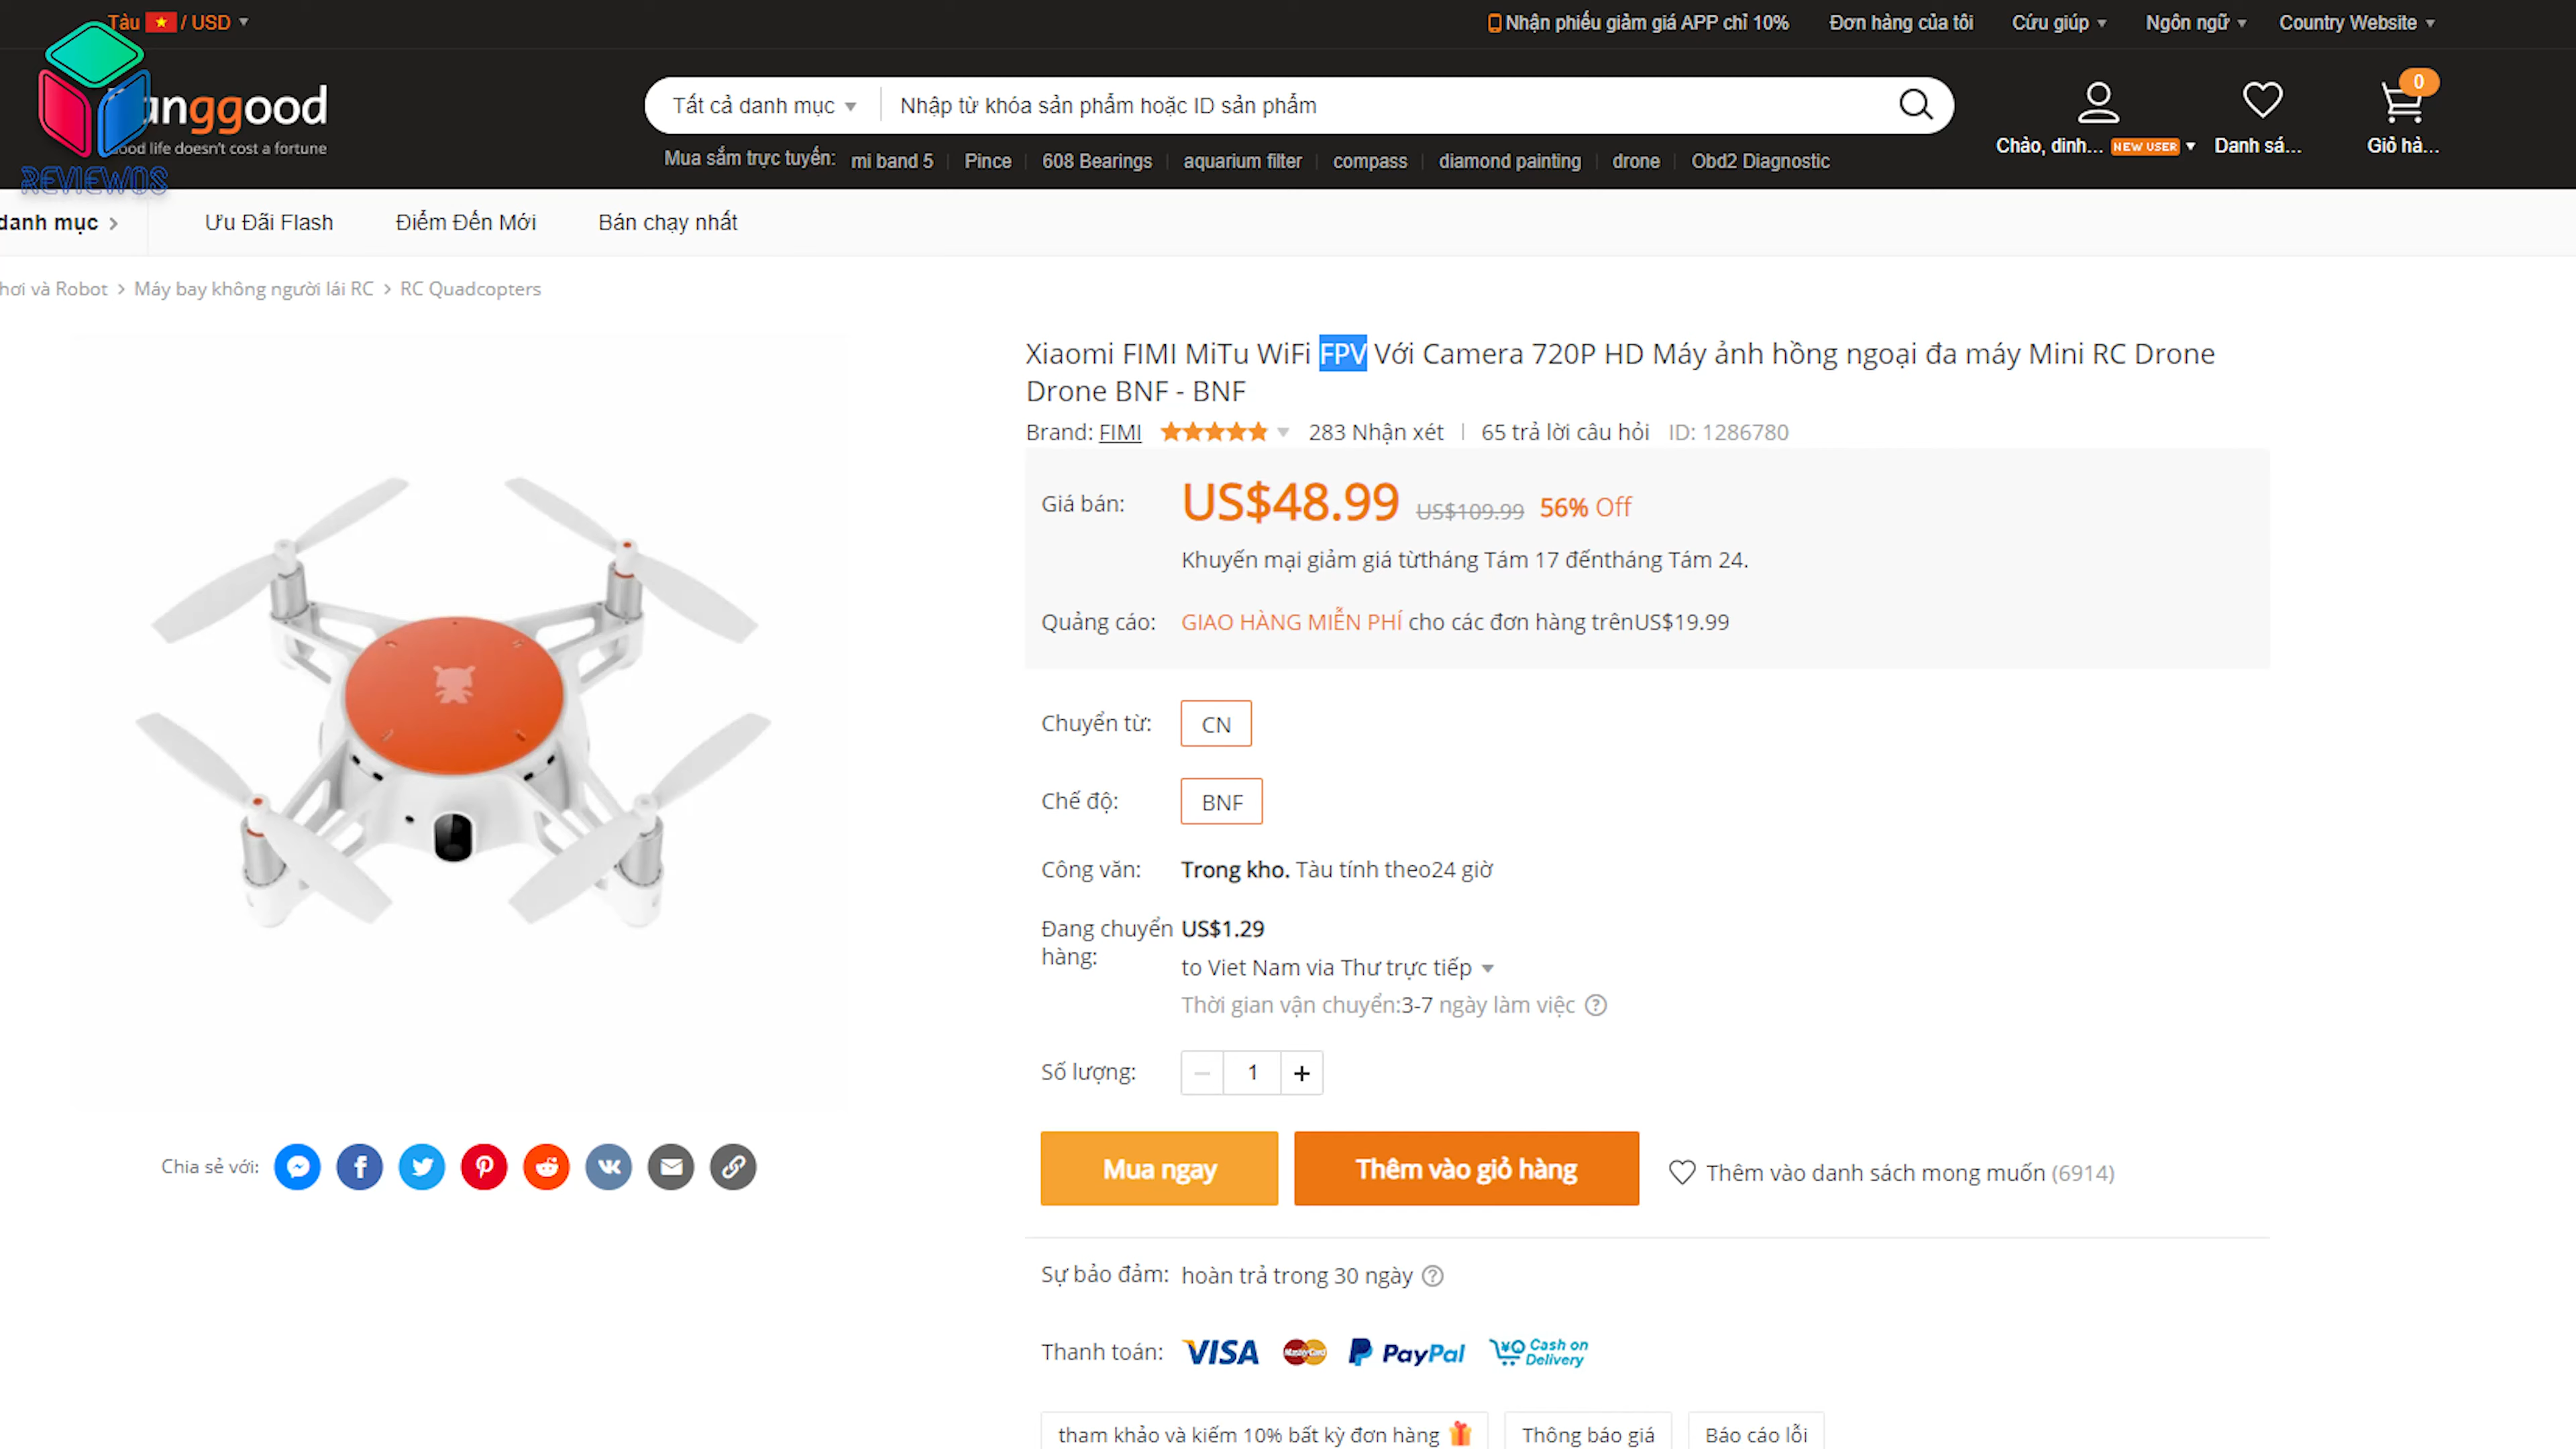 Tàu / USD
Nhận phiếu giảm giá APP chỉ 10%
Đơn hàng của tôi
Cứu giúp
Ngôn ngữ
Country Website
anggood
ood life doesn't cost a fortune
REVIEWOS
Tất cả danh mục
Nhập từ khóa sản phẩm hoặc ID sản phẩm
0
Chào, dinh... NEW USER
Danh sá...
Giỏ hà...
Mua sắm trực tuyến: mi band 5 Pince 608 Bearings aquarium filter compass diamond painting drone Obd2 Diagnostic
danh mục >
Ưu Đãi Flash
Điểm Đến Mới
Bán chạy nhất
hơi và Robot > Máy bay không người lái RC > RC Quadcopters
Xiaomi FIMI MiTu WiFi FPV Với Camera 720P HD Máy ảnh hồng ngoại đa máy Mini RC Drone
Drone BNF - BNF
Brand: FIMI
283 Nhận xét
65 trả lời câu hỏi
ID: 1286780
Giá bán: US$48.99 US$109.99 56% Off
Khuyến mại giảm giá từtháng Tám 17 đếntháng Tám 24.
Quảng cáo: GIAO HÀNG MIỄN PHÍ cho các đơn hàng trênUS$19.99
Chuyển từ: CN
Chế độ: BNF
Công văn: Trong kho. Tàu tính theo24 giờ
Đang chuyển hàng: US$1.29
to Viet Nam via Thư trực tiếp
Thời gian vận chuyển:3-7 ngày làm việc ?
Số lượng: − 1 +
Chia sẻ với:
Mua ngay
Thêm vào giỏ hàng
Thêm vào danh sách mong muốn (6914)
Sự bảo đảm: hoàn trả trong 30 ngày ?
Thanh toán: VISA MasterCard PayPal Cash on Delivery
tham khảo và kiếm 10% bất kỳ đơn hàng
Thông báo giá
Báo cáo lỗi